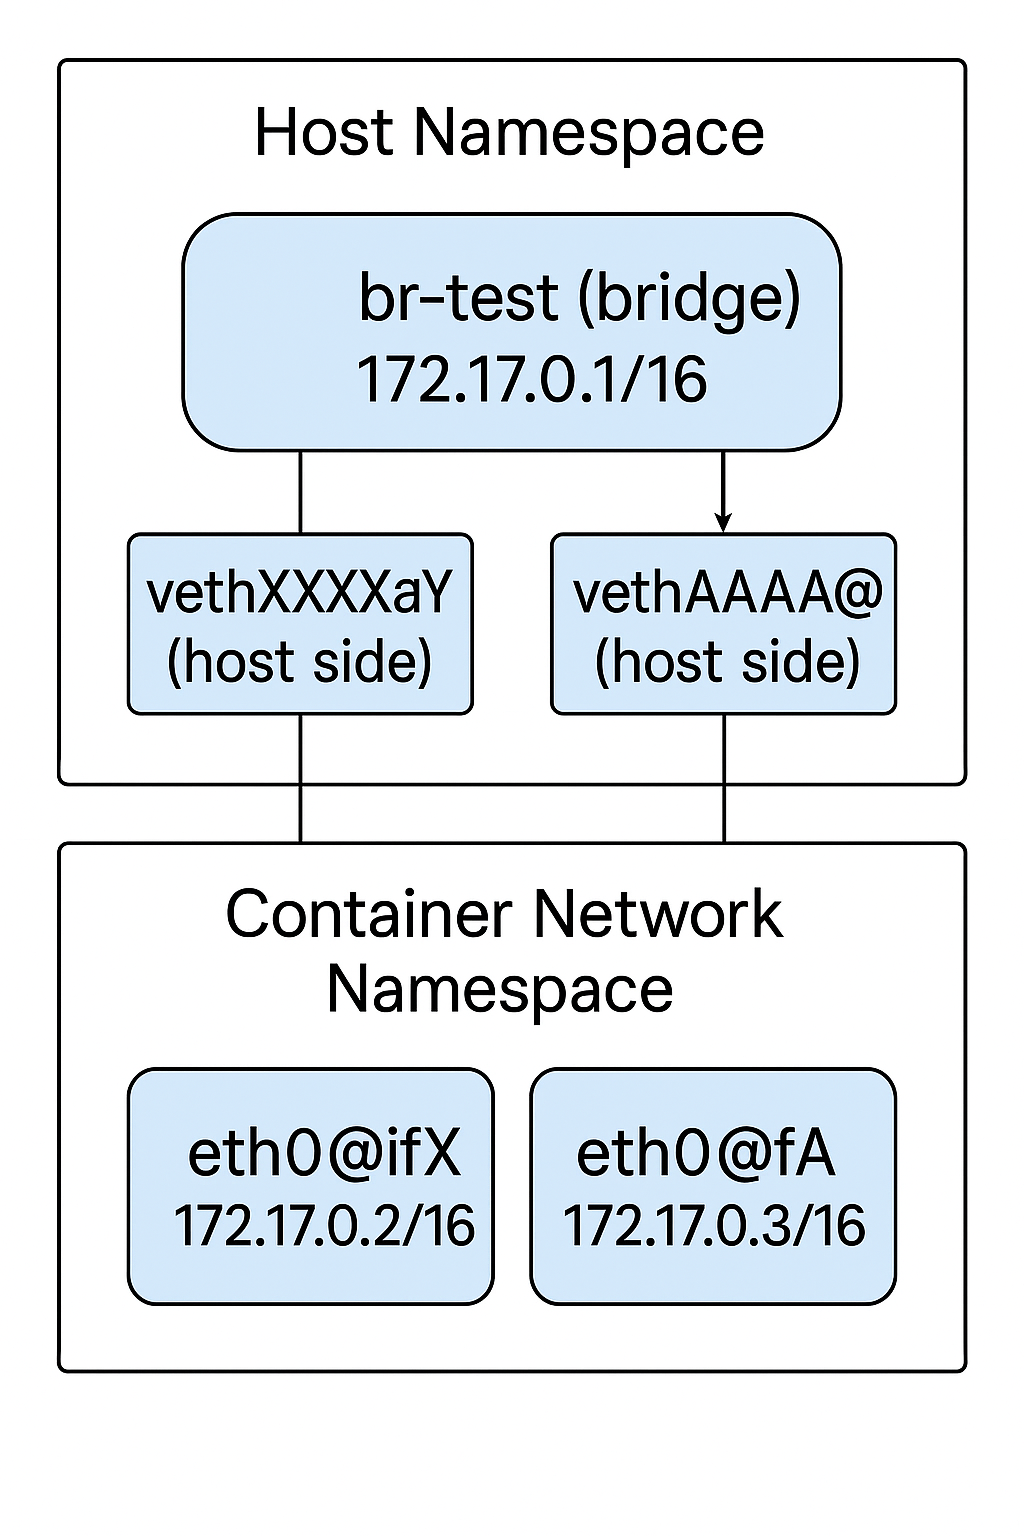 Host Namespace
br-test (bridge)
172.17.0.1/16
vethXXXXaY
(host side)
vethAAAA@
(host side)
Container Network
Namespace
eth0@ifX
172.17.0.2/16
eth0@fA
172.17.0.3/16